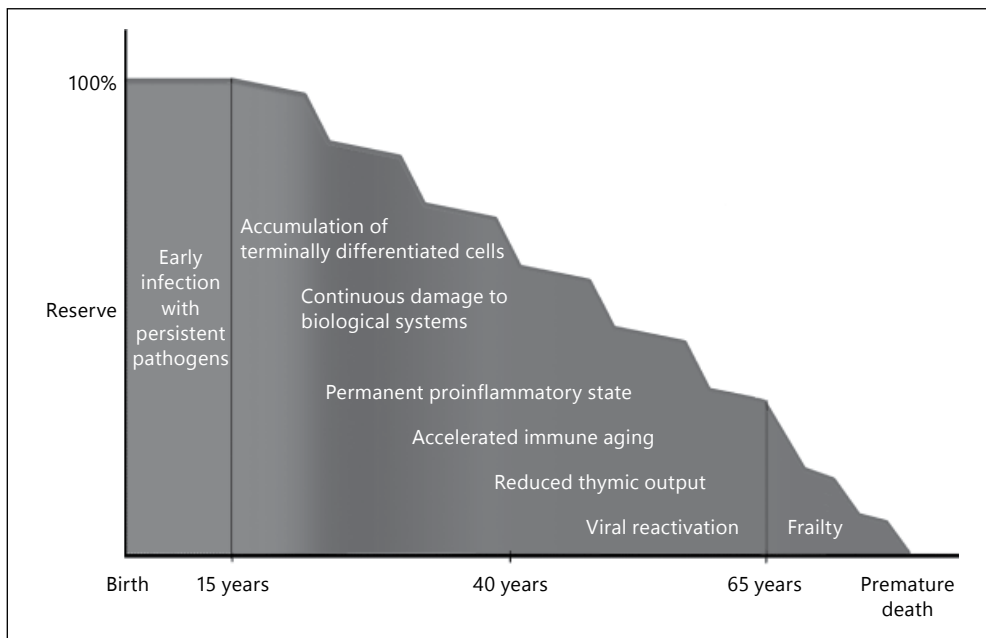 100%
Reserve
Early
infection
with
persistent
pathogens
Accumulation of
terminally differentiated cells
Continuous damage to
biological systems
Permanent proinflammatory state
Accelerated immune aging
Reduced thymic output
Viral reactivation
Frailty
Birth
15 years
40 years
65 years
Premature
death